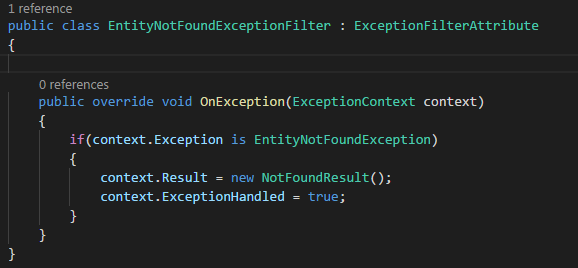 1 reference
public class EntityNotFoundExceptionFilter : ExceptionFilterAttribute
{
0 references
public override void OnException(ExceptionContext context)
{
if(context.Exception is EntityNotFoundException)
{
context.Result = new NotFoundResult();
context.ExceptionHandled = true;
}
}
}